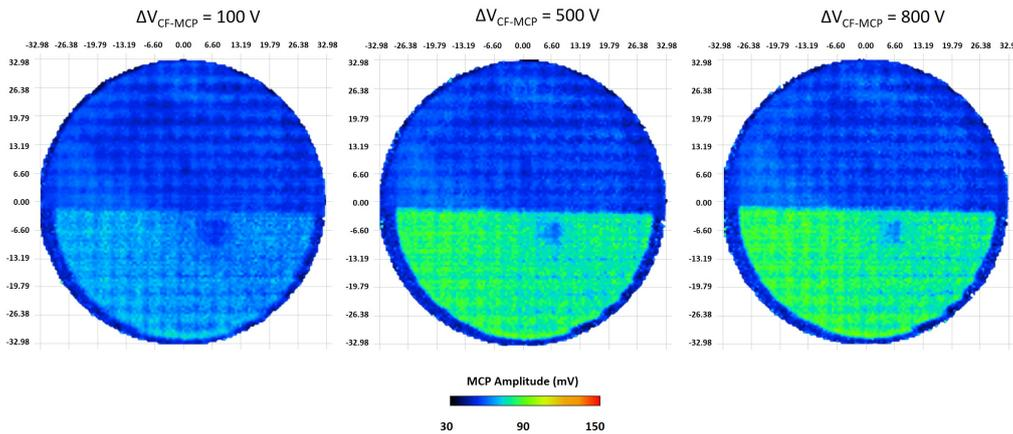 ΔVCF-MCP = 100 V
ΔVCF-MCP = 500 V
ΔVCF-MCP = 800 V
-32.98 -26.38 -19.79 -13.19 -6.60 0.00 6.60 13.19 19.79 26.38 32.98
-32.98 -26.38 -19.79 -13.19 -6.60 0.00 6.60 13.19 19.79 26.38 32.98
-32.98 -26.38 -19.79 -13.19 -6.60 0.00 6.60 13.19 19.79 26.38 32.98
32.98 32.98 32.98
26.38 26.38 26.38
19.79 19.79 19.79
13.19 13.19 13.19
6.60 6.60 6.60
0.00 0.00 0.00
-6.60 -6.60 -6.60
-13.19 -13.19 -13.19
-19.79 -19.79 -19.79
-26.38 -26.38 -26.38
-32.98 -32.98 -32.98
MCP Amplitude (mV)
30 90 150